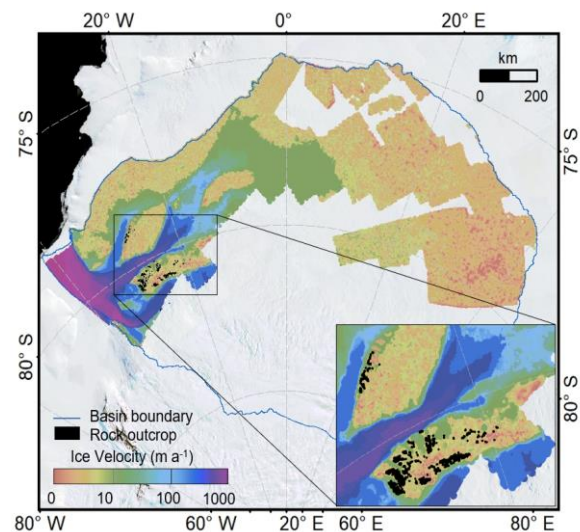 20° W 0° 20° E
km
0 200
75° S
75° S
80° S
80° S
Basin boundary
Rock outcrop
Ice Velocity (m a⁻¹)
0 10 100 1000
80° W 60° W 20° E 60° E 80° E